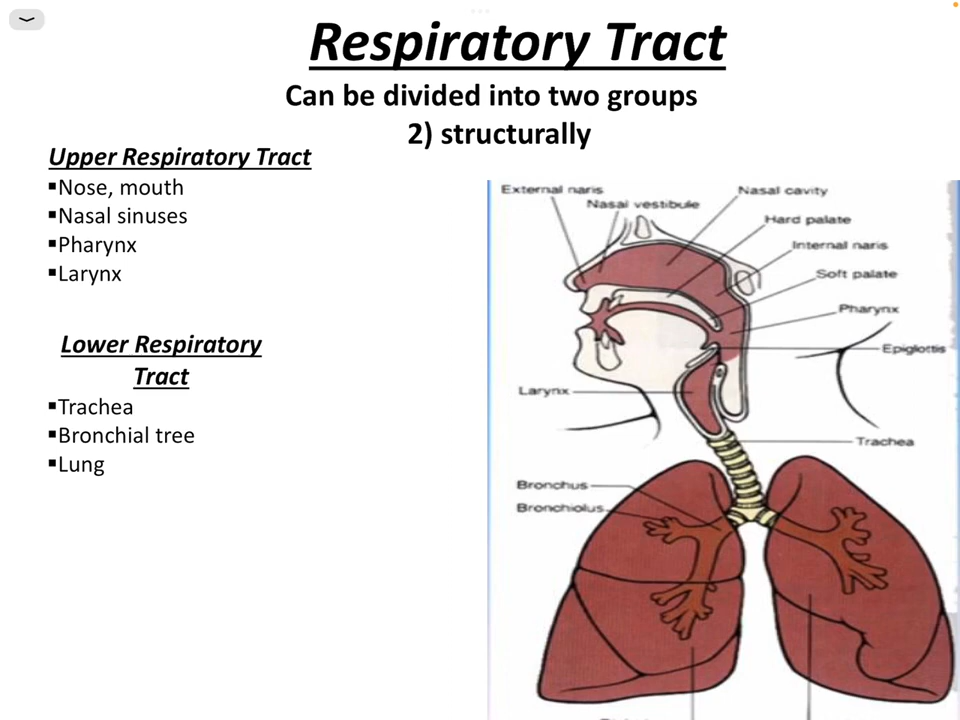 Respiratory Tract
Can be divided into two groups
2) structurally
Upper Respiratory Tract
▪Nose, mouth
▪Nasal sinuses
▪Pharynx
▪Larynx
Lower Respiratory
Tract
▪Trachea
▪Bronchial tree
▪Lung
External naris
Nasal vestibule
Nasal cavity
Hard palate
Internal naris
Soft palate
Pharynx
Epiglottis
Larynx
Trachea
Bronchus
Bronchiolus